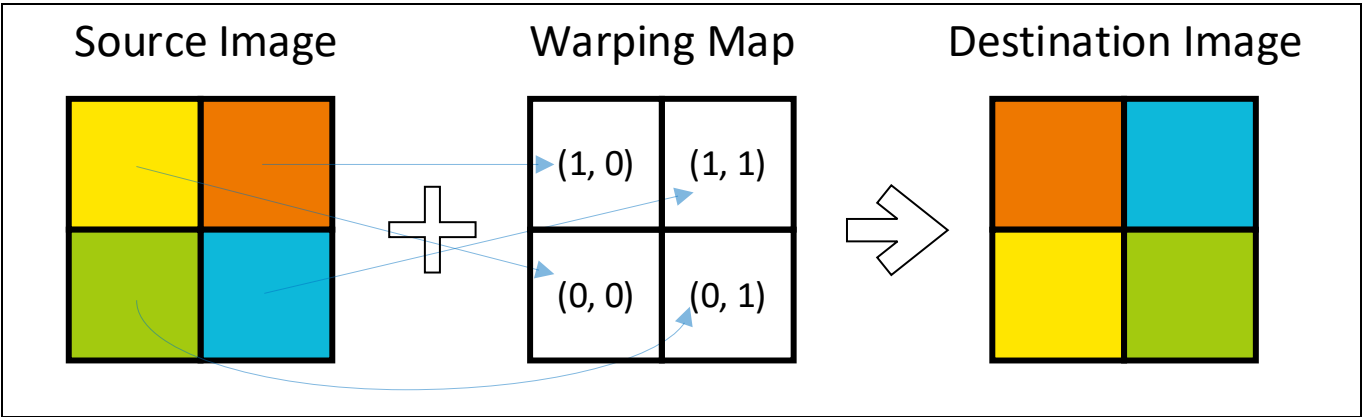 Source Image
Warping Map
Destination Image
(1, 0)
(1, 1)
(0, 0)
(0, 1)